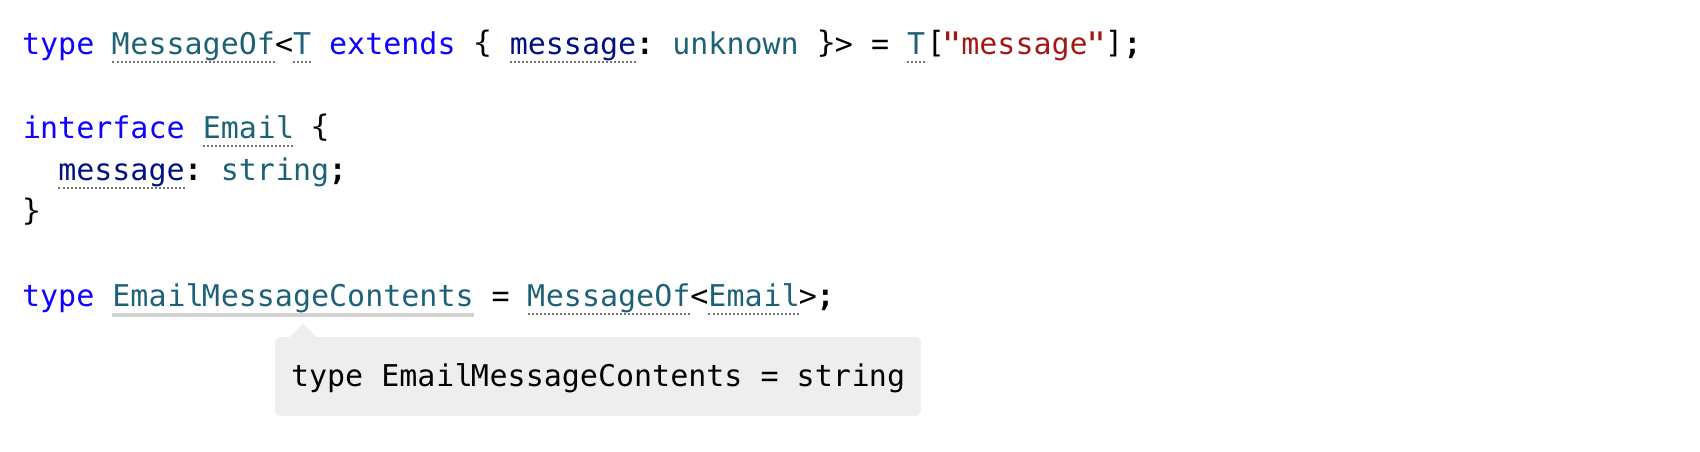 type MessageOf<T extends { message: unknown }> = T["message"];
interface Email {
  message: string;
}
type EmailMessageContents = MessageOf<Email>;
type EmailMessageContents = string